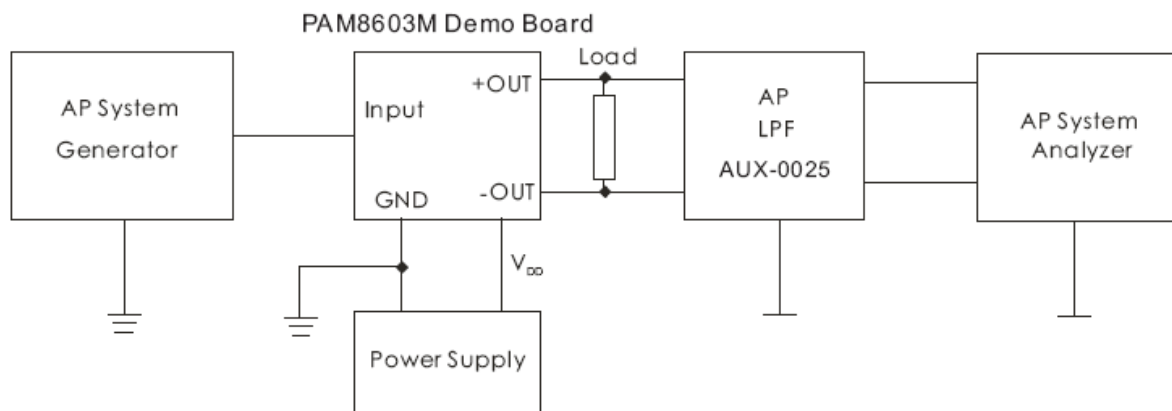 PAM8603M Demo Board
AP System
Generator
Input
+OUT
-OUT
GND
Load
AP
LPF
AUX-0025
AP System
Analyzer
VDD
Power Supply